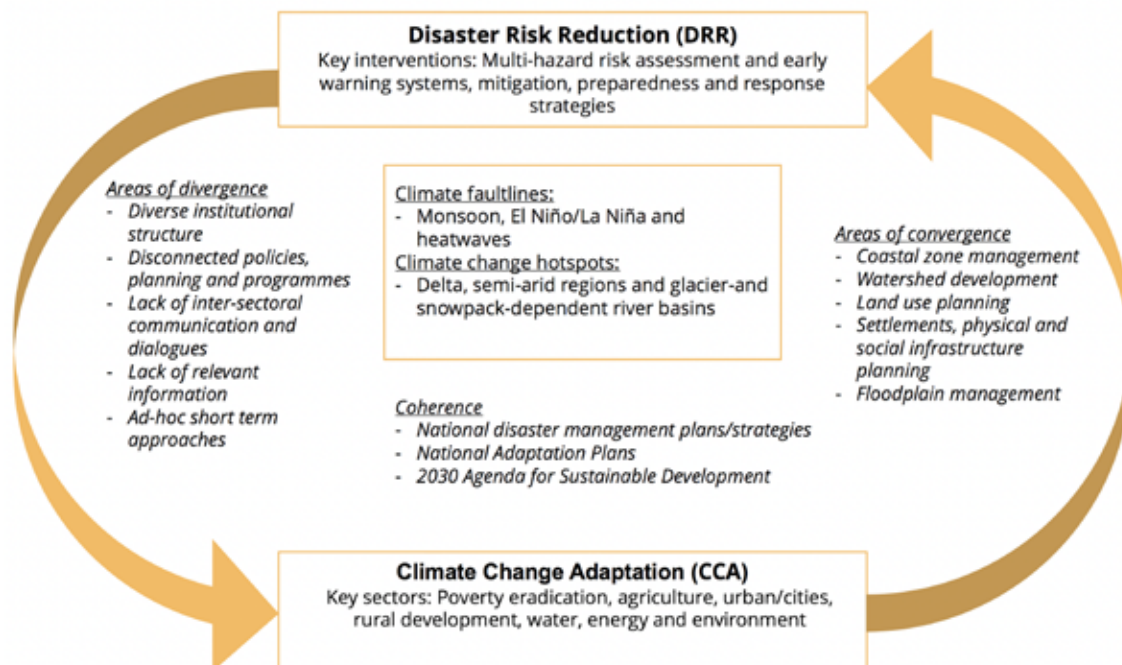 Disaster Risk Reduction (DRR)
Key interventions: Multi-hazard risk assessment and early
warning systems, mitigation, preparedness and response
strategies
Areas of divergence
- Diverse institutional
structure
- Disconnected policies,
planning and programmes
- Lack of inter-sectoral
communication and
dialogues
- Lack of relevant
information
- Ad-hoc short term
approaches
Climate faultlines:
- Monsoon, El Niño/La Niña and
heatwaves
Climate change hotspots:
- Delta, semi-arid regions and glacier-and
snowpack-dependent river basins
Areas of convergence
- Coastal zone management
- Watershed development
- Land use planning
- Settlements, physical and
social infrastructure
planning
- Floodplain management
Coherence
- National disaster management plans/strategies
- National Adaptation Plans
- 2030 Agenda for Sustainable Development
Climate Change Adaptation (CCA)
Key sectors: Poverty eradication, agriculture, urban/cities,
rural development, water, energy and environment